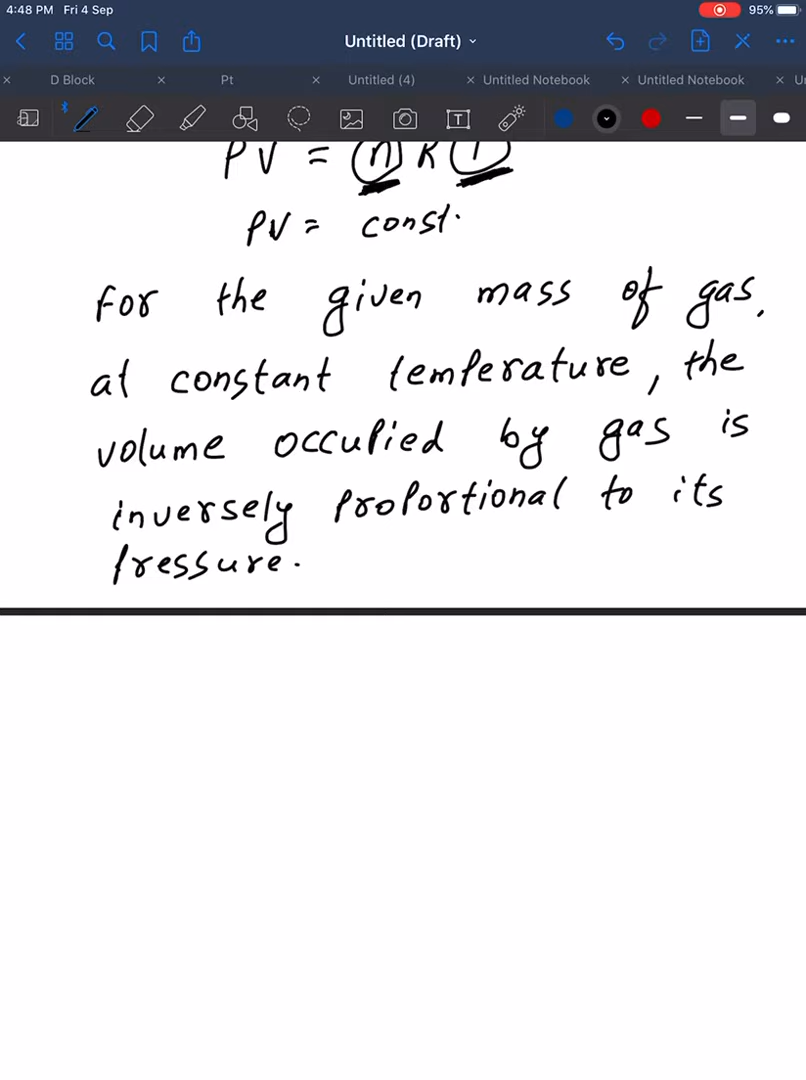 4:48 PM Fri 4 Sep 95%
Untitled (Draft)
D Block Pt Untitled (4) Untitled Notebook Untitled Notebook
T
PV = (n) R (T)
PV = const.
For the given mass of gas,
at constant temperature, the
volume occupied by gas is
inversely proportional to its
pressure.